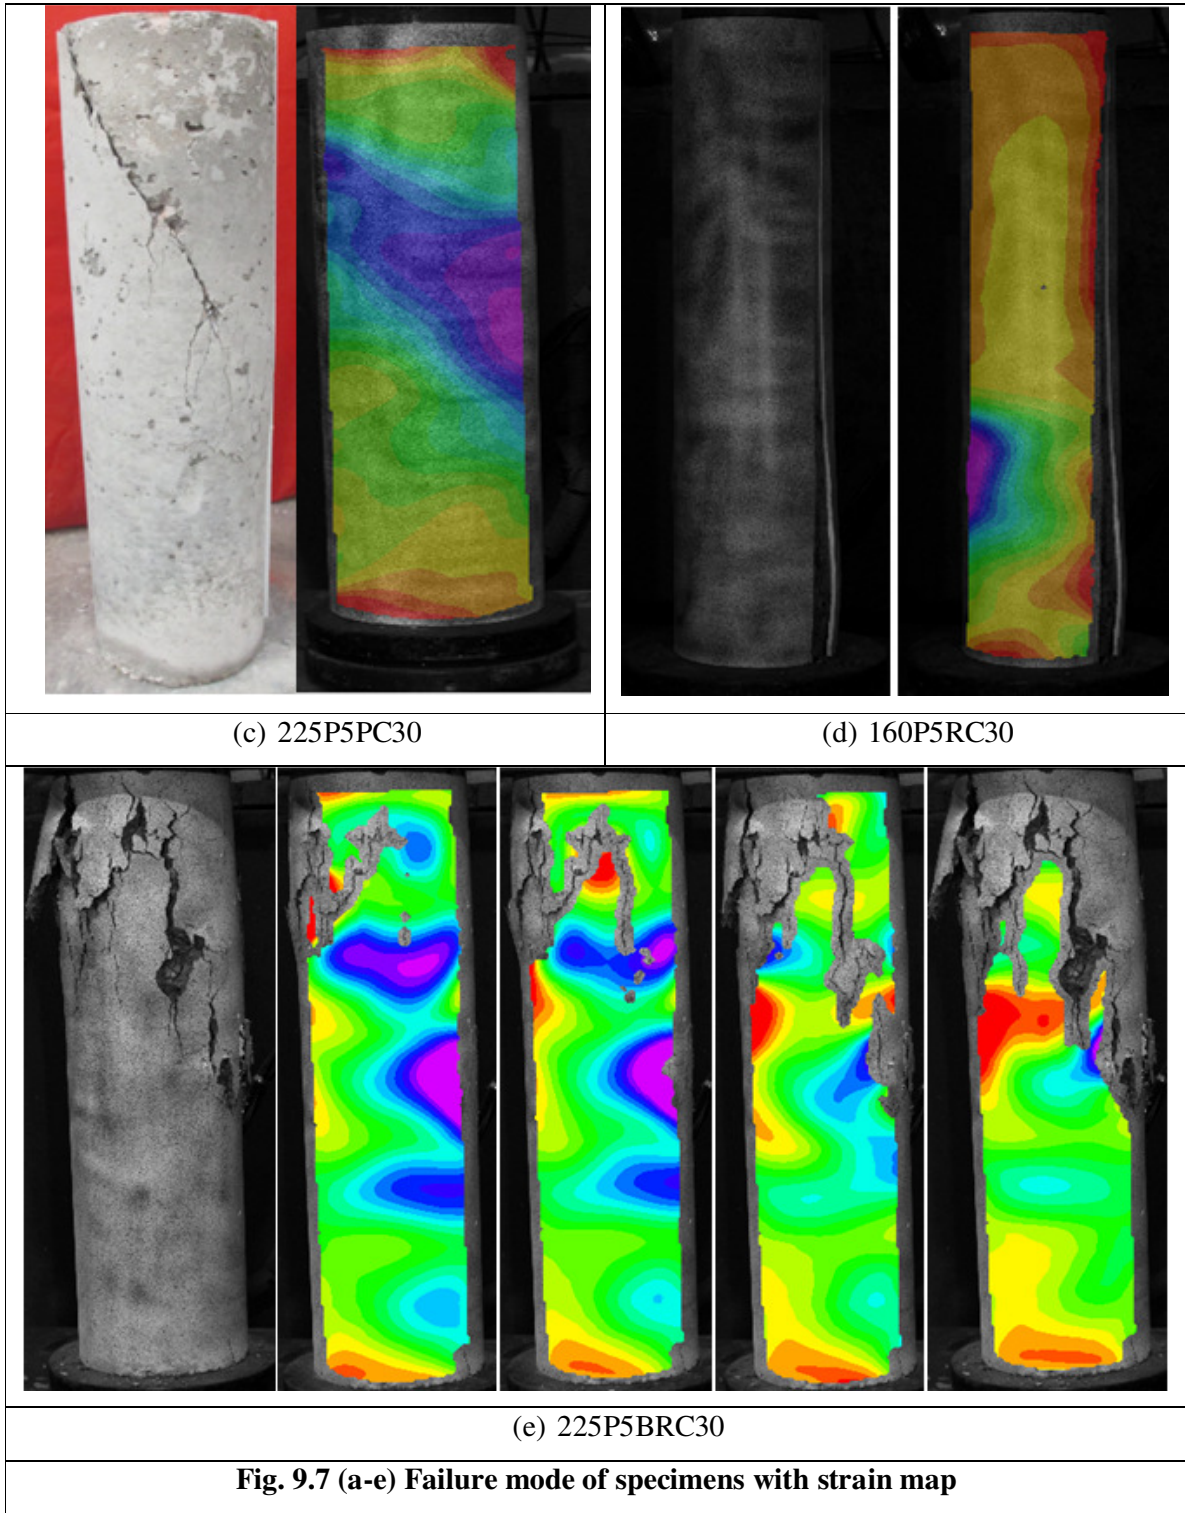 (c) 225P5PC30
(d) 160P5RC30
(e) 225P5BRC30
Fig. 9.7 (a-e) Failure mode of specimens with strain map